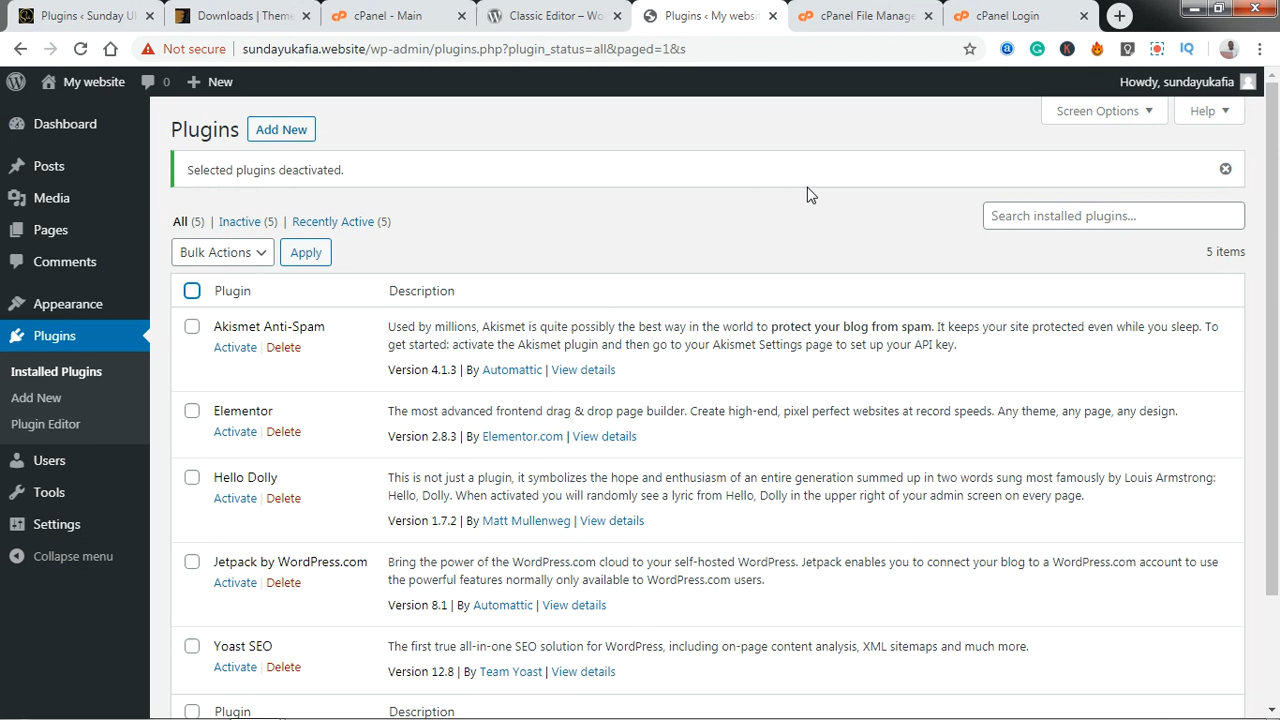 Plugins ‹ Sunday Uk
Downloads | Theme
cPanel - Main
Classic Editor – Wo
Plugins ‹ My websi
cPanel File Manage
cPanel Login
Not secure
sundayukafia.website/wp-admin/plugins.php?plugin_status=all&paged=1&s
My website
0
New
Howdy, sundayukafia
Dashboard
Posts
Media
Pages
Comments
Appearance
Plugins
Installed Plugins
Add New
Plugin Editor
Users
Tools
Settings
Collapse menu
Screen Options
Help
Plugins
Add New
Selected plugins deactivated.
All (5) | Inactive (5) | Recently Active (5)
Search installed plugins...
Bulk Actions
Apply
5 items
Plugin
Description
Akismet Anti-Spam
Activate | Delete
Used by millions, Akismet is quite possibly the best way in the world to protect your blog from spam. It keeps your site protected even while you sleep. To
get started: activate the Akismet plugin and then go to your Akismet Settings page to set up your API key.
Version 4.1.3 | By Automattic | View details
Elementor
Activate | Delete
The most advanced frontend drag & drop page builder. Create high-end, pixel perfect websites at record speeds. Any theme, any page, any design.
Version 2.8.3 | By Elementor.com | View details
Hello Dolly
Activate | Delete
This is not just a plugin, it symbolizes the hope and enthusiasm of an entire generation summed up in two words sung most famously by Louis Armstrong:
Hello, Dolly. When activated you will randomly see a lyric from Hello, Dolly in the upper right of your admin screen on every page.
Version 1.7.2 | By Matt Mullenweg | View details
Jetpack by WordPress.com
Activate | Delete
Bring the power of the WordPress.com cloud to your self-hosted WordPress. Jetpack enables you to connect your blog to a WordPress.com account to use
the powerful features normally only available to WordPress.com users.
Version 8.1 | By Automattic | View details
Yoast SEO
Activate | Delete
The first true all-in-one SEO solution for WordPress, including on-page content analysis, XML sitemaps and much more.
Version 12.8 | By Team Yoast | View details
Plugin
Description